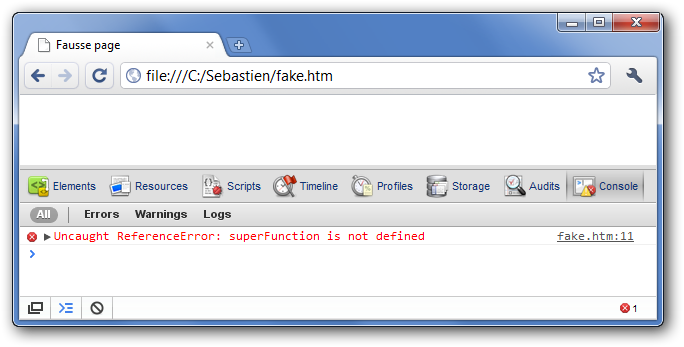 Fausse page
file:///C:/Sebastien/fake.htm
Elements Resources Scripts Timeline Profiles Storage Audits Console
All Errors Warnings Logs
Uncaught ReferenceError: superFunction is not defined fake.htm:11
1